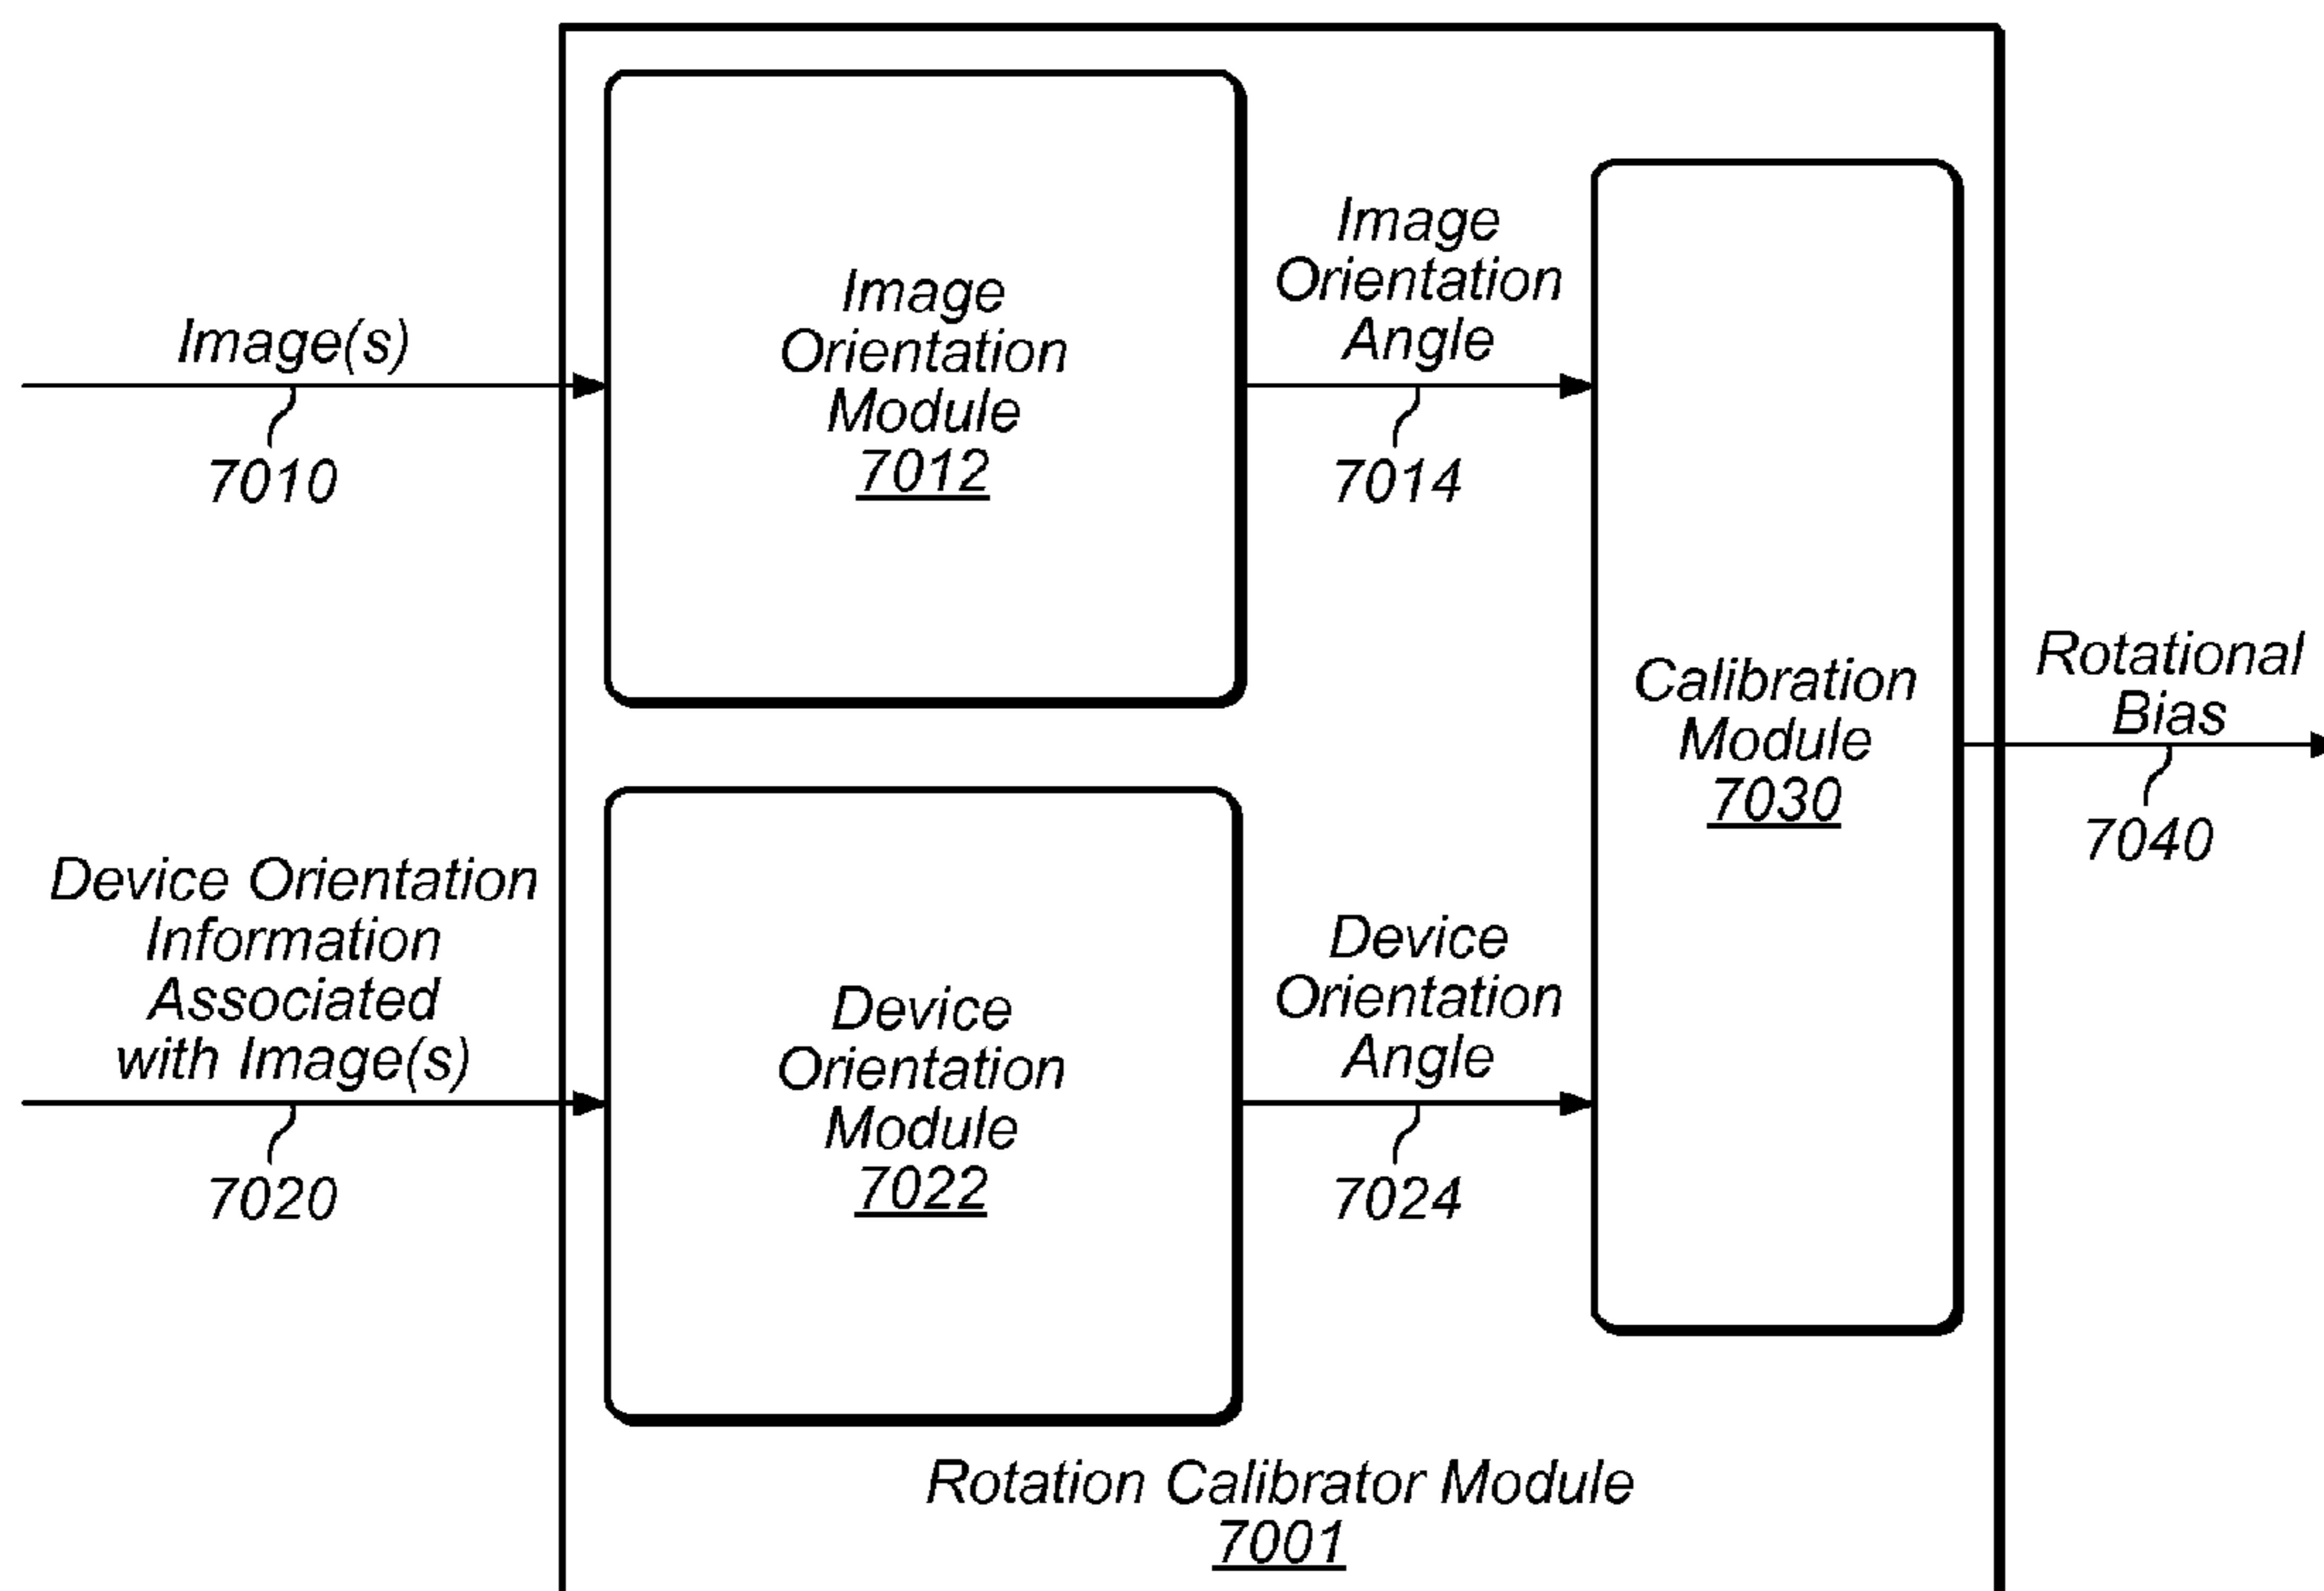 Image(s)
7010
Image
Orientation
Module
7012
Image
Orientation
Angle
7014
Calibration
Module
7030
Rotational
Bias
7040
Device Orientation
Information
Associated
with Image(s)
7020
Device
Orientation
Module
7022
Device
Orientation
Angle
7024
Rotation Calibrator Module
7001